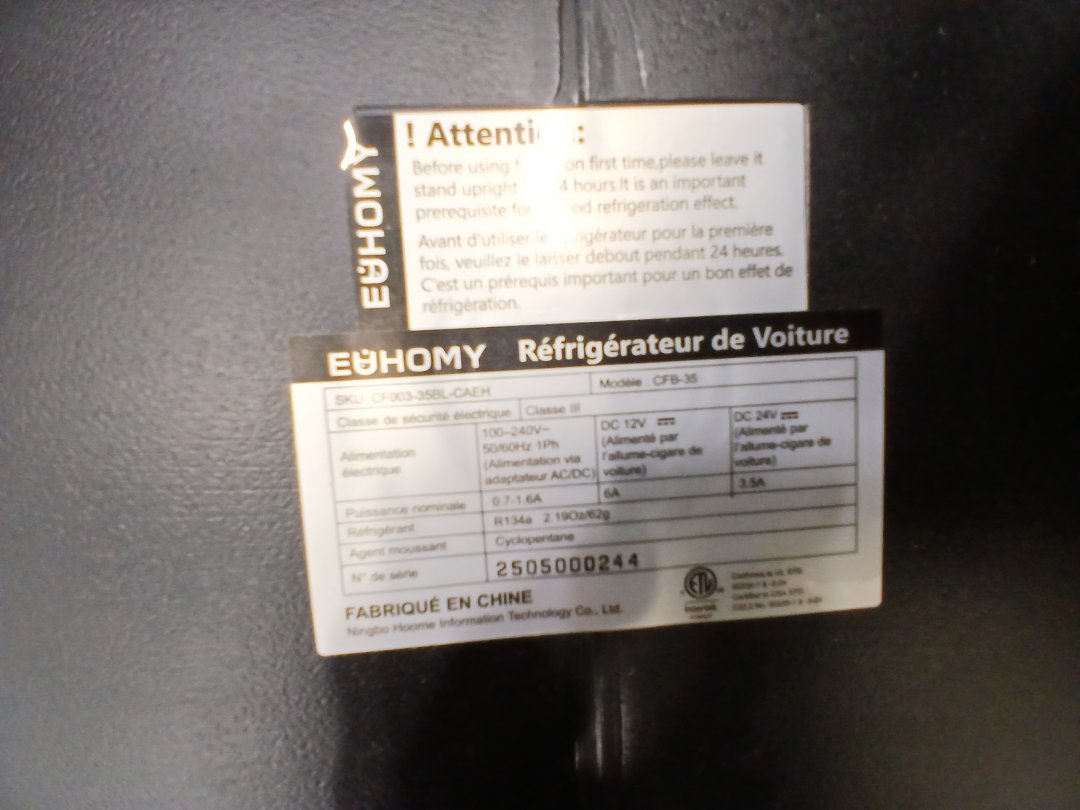 EUHOMY
! Attenti :
Before using on first time,please leave it
stand upright 4 hours.It is an important
prerequisite for refrigeration effect.
Avant d'utiliser le pour la première
fois, veuillez le laisser debout pendant 24 heures.
C'est un prérequis important pour un bon effet de
réfrigération.
EUHOMY Réfrigérateur de Voiture
SKU CF003-35BL-CAEH Modèle CFB-35
Classe de sécurité électrique Classe III
Alimentation électrique
100~240V~
50/60Hz 1Ph
(Alimentation via
adaptateur AC/DC)
DC 12V
(Alimenté par
l'allume-cigare de
voiture)
DC 24V
(Alimenté par
l'allume-cigare de
voiture)
Puissance nominale 0.7-1.6A 6A 3.5A
Réfrigérant R134a 2.19Oz/62g
Agent moussant Cyclopentane
N° de série 2505000244
FABRIQUÉ EN CHINE
Ningbo Hoome Information Technology Co., Ltd.
ETL
Intertek